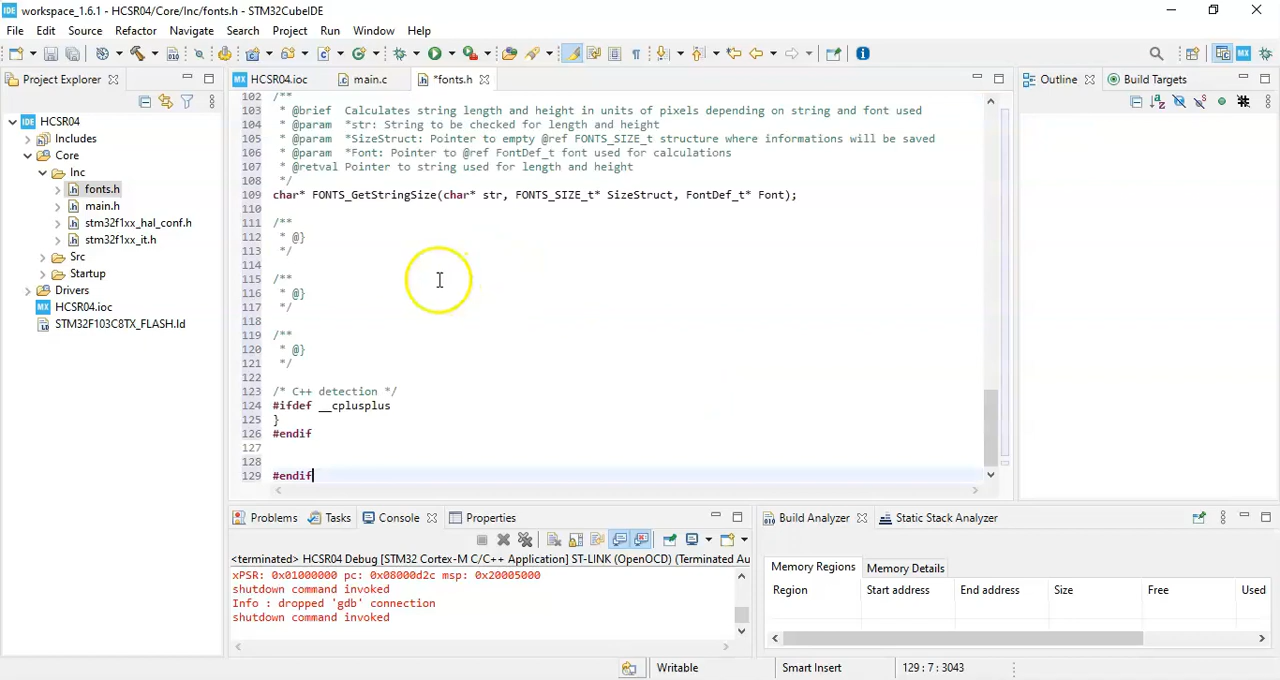 workspace_1.6.1 - HCSR04/Core/Inc/fonts.h - STM32CubeIDE
File Edit Source Refactor Navigate Search Project Run Window Help
Project Explorer
HCSR04
Includes
Core
Inc
fonts.h
main.h
stm32f1xx_hal_conf.h
stm32f1xx_it.h
Src
Startup
Drivers
HCSR04.ioc
STM32F103C8TX_FLASH.ld
HCSR04.ioc main.c *fonts.h
102 /**
103 * @brief Calculates string length and height in units of pixels depending on string and font used
104 * @param *str: String to be checked for length and height
105 * @param *SizeStruct: Pointer to empty @ref FONTS_SIZE_t structure where informations will be saved
106 * @param *Font: Pointer to @ref FontDef_t font used for calculations
107 * @retval Pointer to string used for length and height
108 */
109 char* FONTS_GetStringSize(char* str, FONTS_SIZE_t* SizeStruct, FontDef_t* Font);
110
111 /**
112 * @}
113 */
114
115 /**
116 * @}
117 */
118
119 /**
120 * @}
121 */
122
123 /* C++ detection */
124 #ifdef __cplusplus
125 }
126 #endif
127
128
129 #endif
Outline Build Targets
Problems Tasks Console Properties
<terminated> HCSR04 Debug [STM32 Cortex-M C/C++ Application] ST-LINK (OpenOCD) (Terminated Au
xPSR: 0x01000000 pc: 0x08000d2c msp: 0x20005000
shutdown command invoked
Info : dropped 'gdb' connection
shutdown command invoked
Build Analyzer Static Stack Analyzer
Memory Regions Memory Details
Region Start address End address Size Free Used
Writable Smart Insert 129 : 7 : 3043